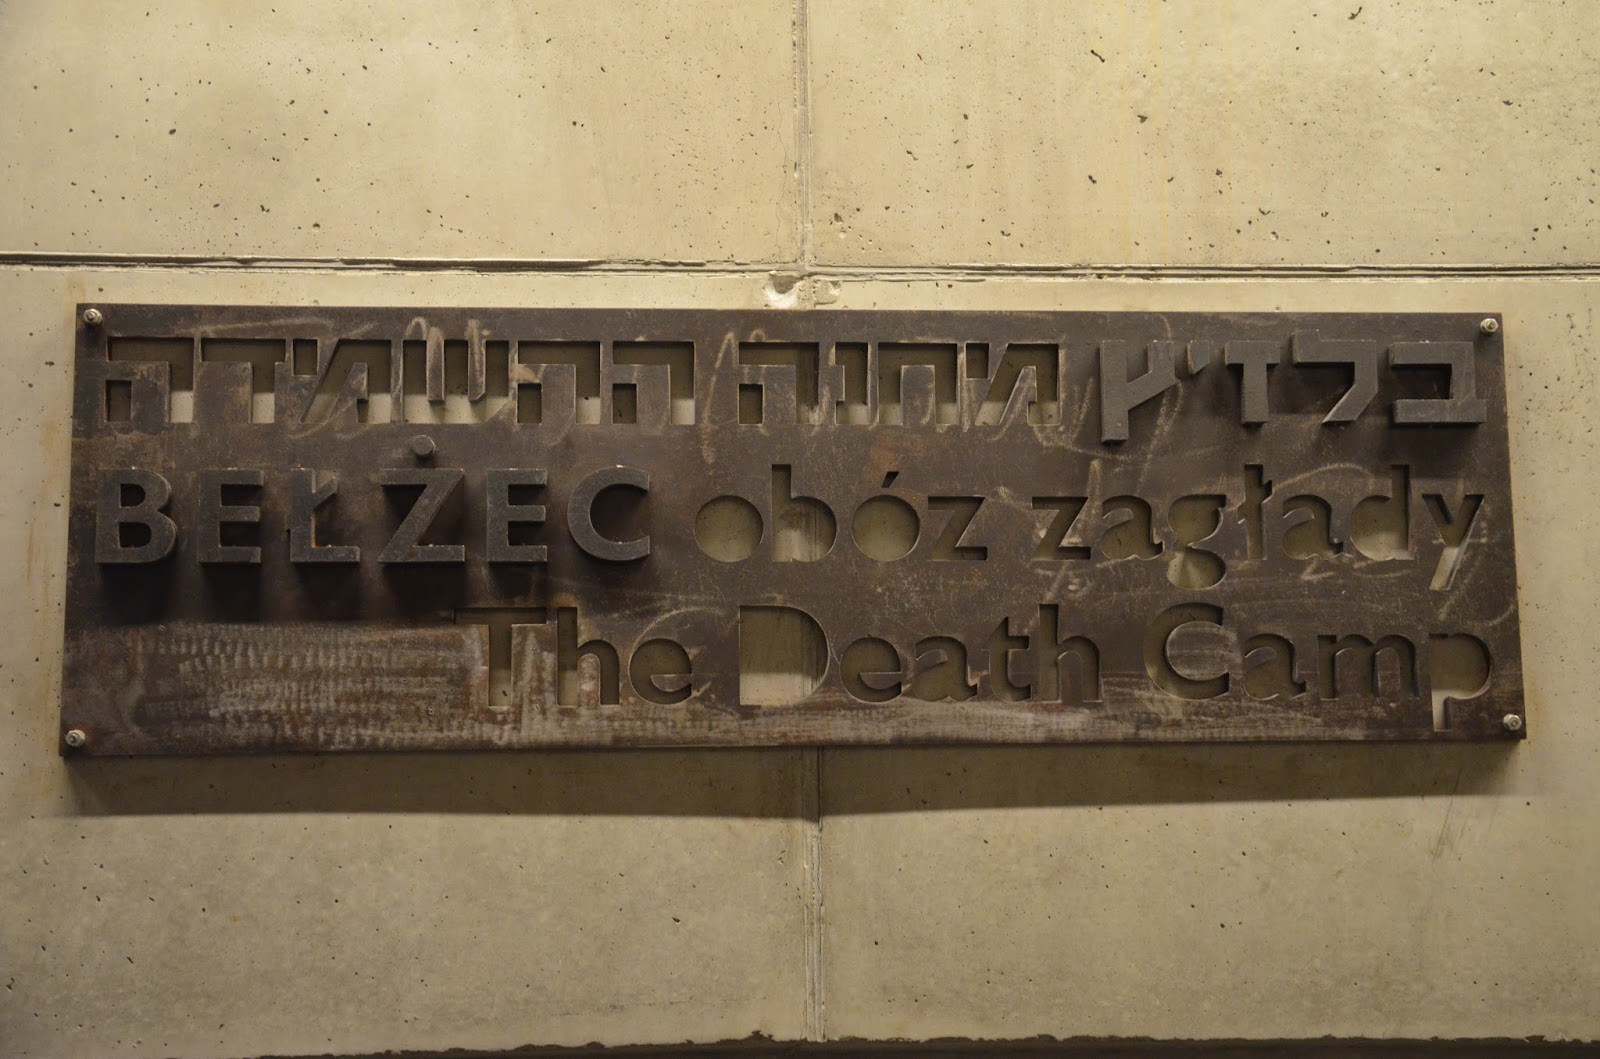 בלז'ץ מחנה ההשמדה
BEŁŻEC obóz zagłady
The Death Camp